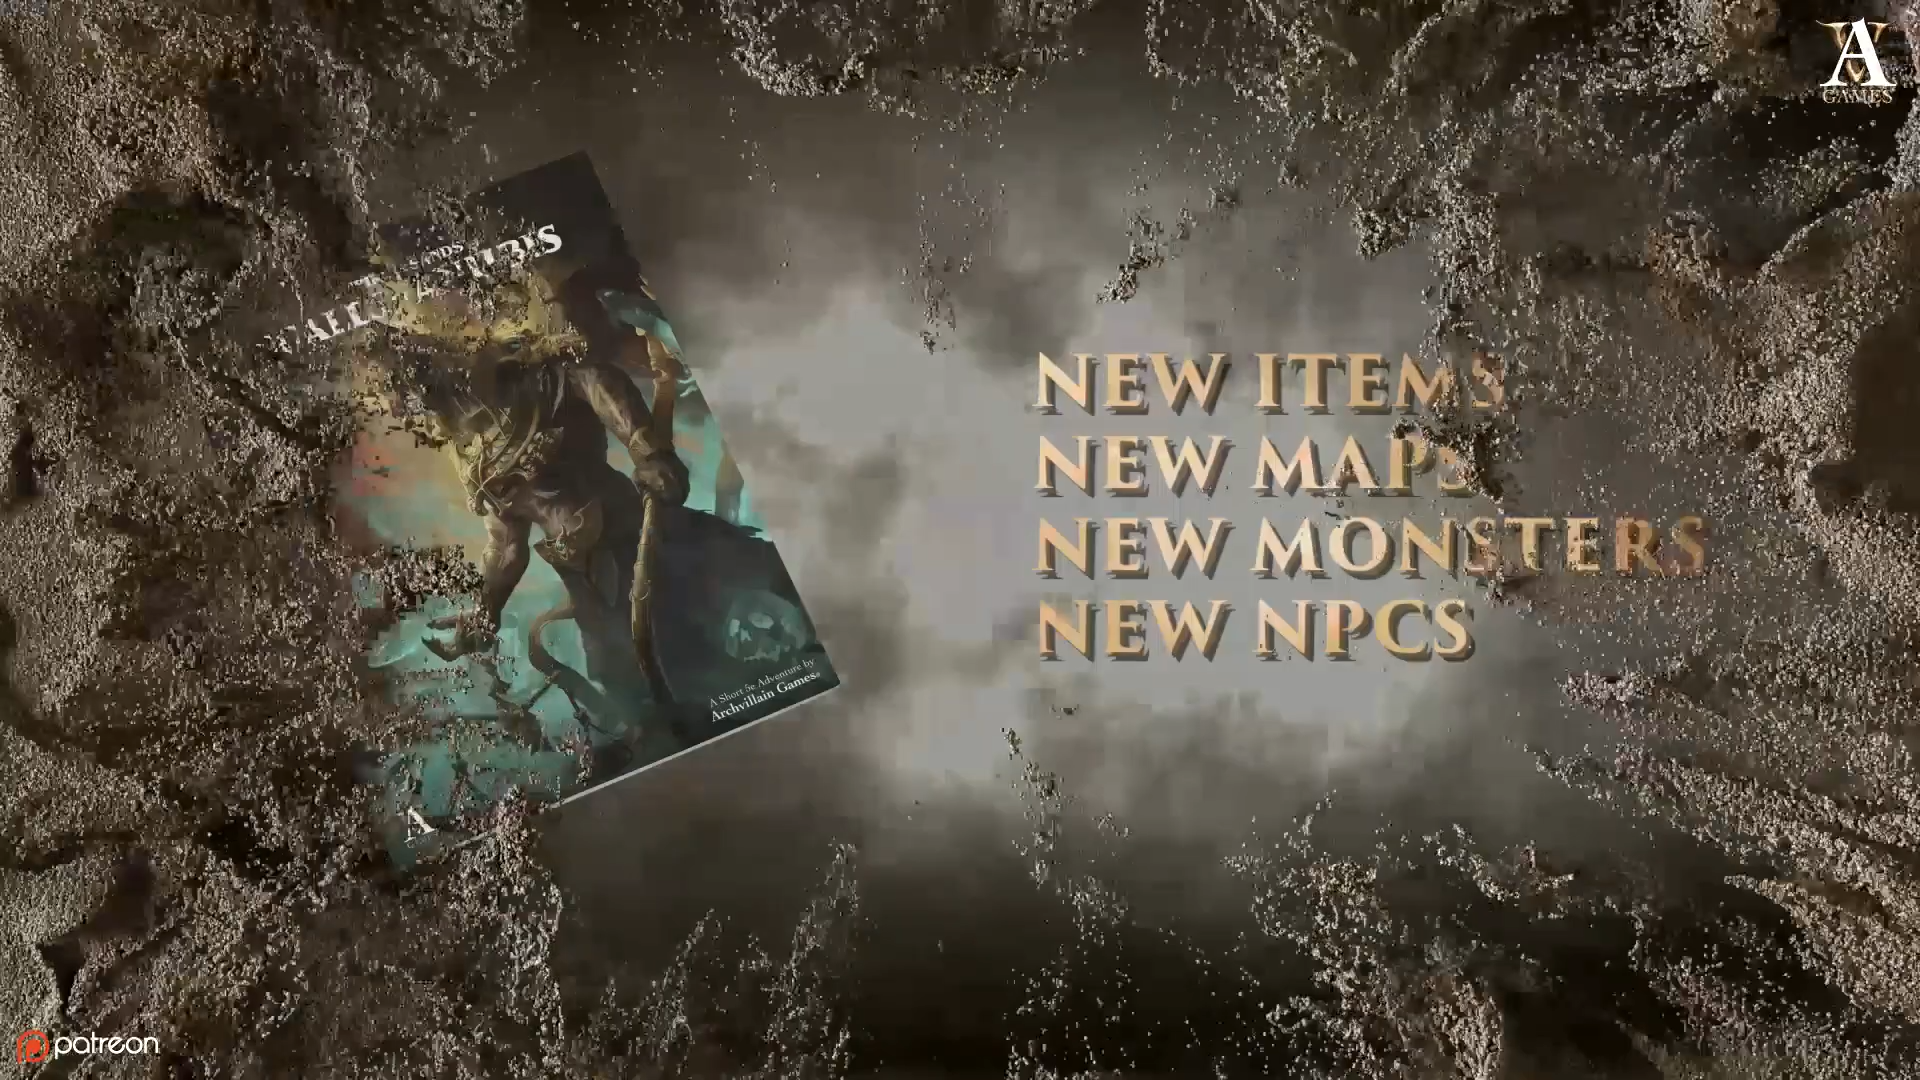 A
GAMES
NEW ITEMS
NEW MAPS
NEW MONSTERS
NEW NPCS
A Short 5e Adventure by
Archvillain Games
A
patreon